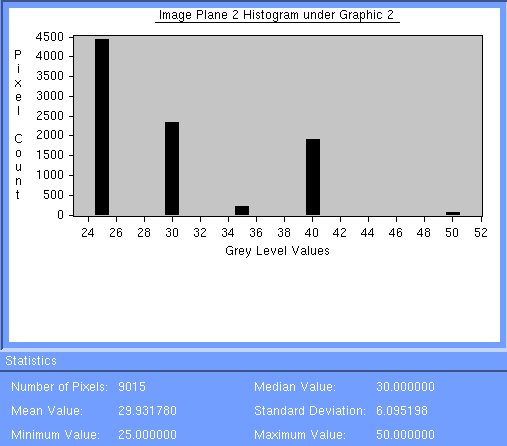 Image Plane 2 Histogram under Graphic 2
Pixel Count
4500
4000
3500
3000
2500
2000
1500
1000
500
0
24 26 28 30 32 34 36 38 40 42 44 46 48 50 52
Grey Level Values
Statistics
Number of Pixels: 9015 Median Value: 30.000000
Mean Value: 29.931780 Standard Deviation: 6.095198
Minimum Value: 25.000000 Maximum Value: 50.000000